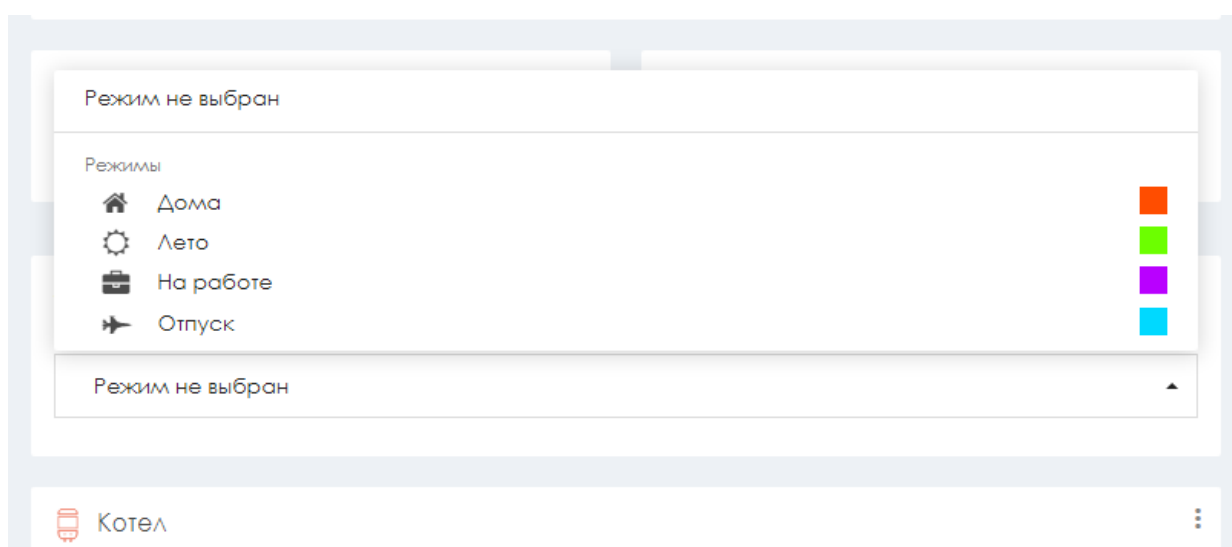 Режим не выбран
Режимы
Дома
Лето
На работе
Отпуск
Режим не выбран
Котел